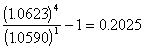 (1.0623)⁴
/(1.0590)¹ − 1 = 0.2025